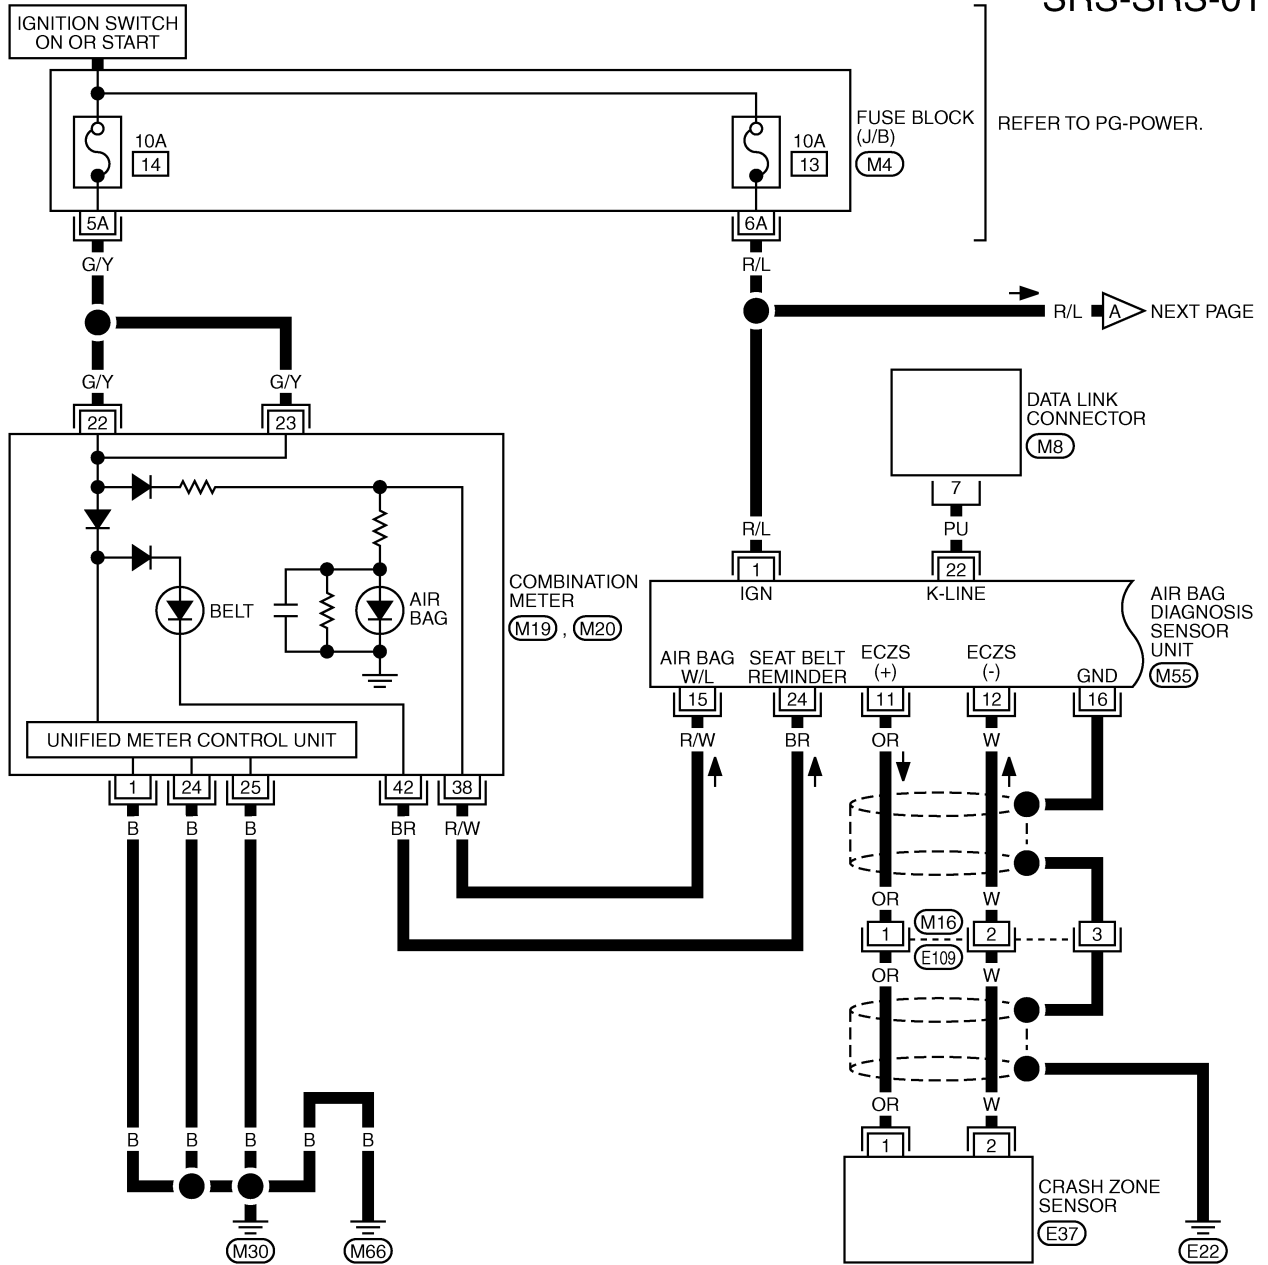 SRS-SRS-01
IGNITION SWITCH
ON OR START
10A
14
10A
13
FUSE BLOCK
(J/B)
M4
REFER TO PG-POWER.
5A
6A
G/Y
R/L
R/L
A
NEXT PAGE
G/Y
G/Y
22
23
DATA LINK
CONNECTOR
M8
7
PU
R/L
1
22
IGN
K-LINE
BELT
AIR
BAG
COMBINATION
METER
M19 , M20
AIR BAG
DIAGNOSIS
SENSOR
UNIT
M55
AIR BAG
W/L
SEAT BELT
REMINDER
ECZS
(+)
ECZS
(-)
GND
15
24
11
12
16
UNIFIED METER CONTROL UNIT
R/W
BR
OR
W
1
24
25
42
38
B
B
B
BR
R/W
OR
W
M16
1
2
3
E109
OR
W
OR
W
B
B
B
B
B
1
2
CRASH ZONE
SENSOR
E37
M30
M66
E22